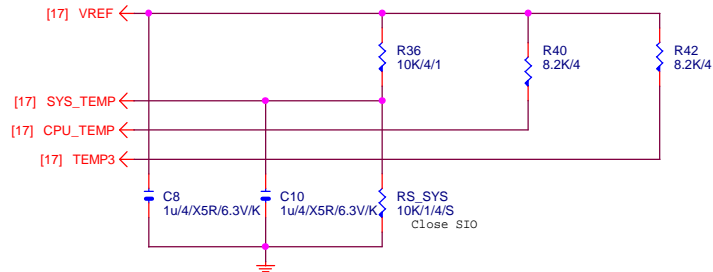 [17] VREF
R36
10K/4/1
R40
8.2K/4
R42
8.2K/4
[17] SYS_TEMP
[17] CPU_TEMP
[17] TEMP3
C8
1u/4/X5R/6.3V/K
C10
1u/4/X5R/6.3V/K
RS_SYS
10K/1/4/S
Close SIO